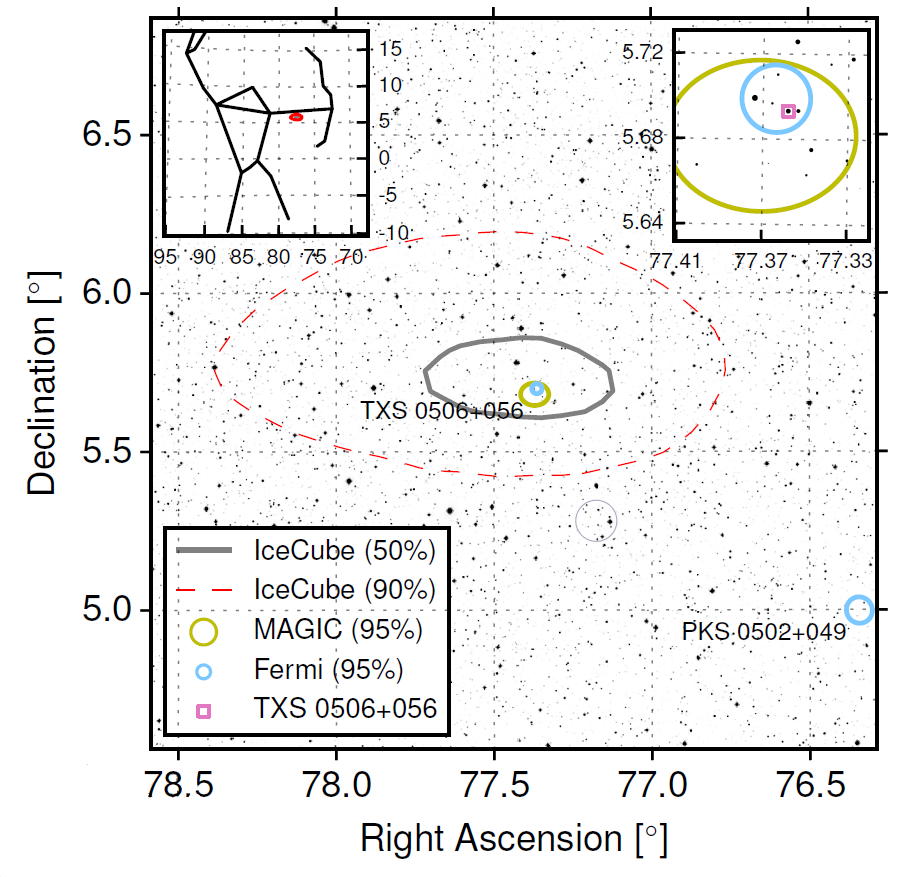 15
10
5
0
-5
-10
95 90 85 80 75 70
5.72
5.68
5.64
77.41 77.37 77.33
6.5
6.0
5.5
5.0
Declination [°]
TXS 0506+056
PKS 0502+049
IceCube (50%)
IceCube (90%)
MAGIC (95%)
Fermi (95%)
TXS 0506+056
78.5 78.0 77.5 77.0 76.5
Right Ascension [°]